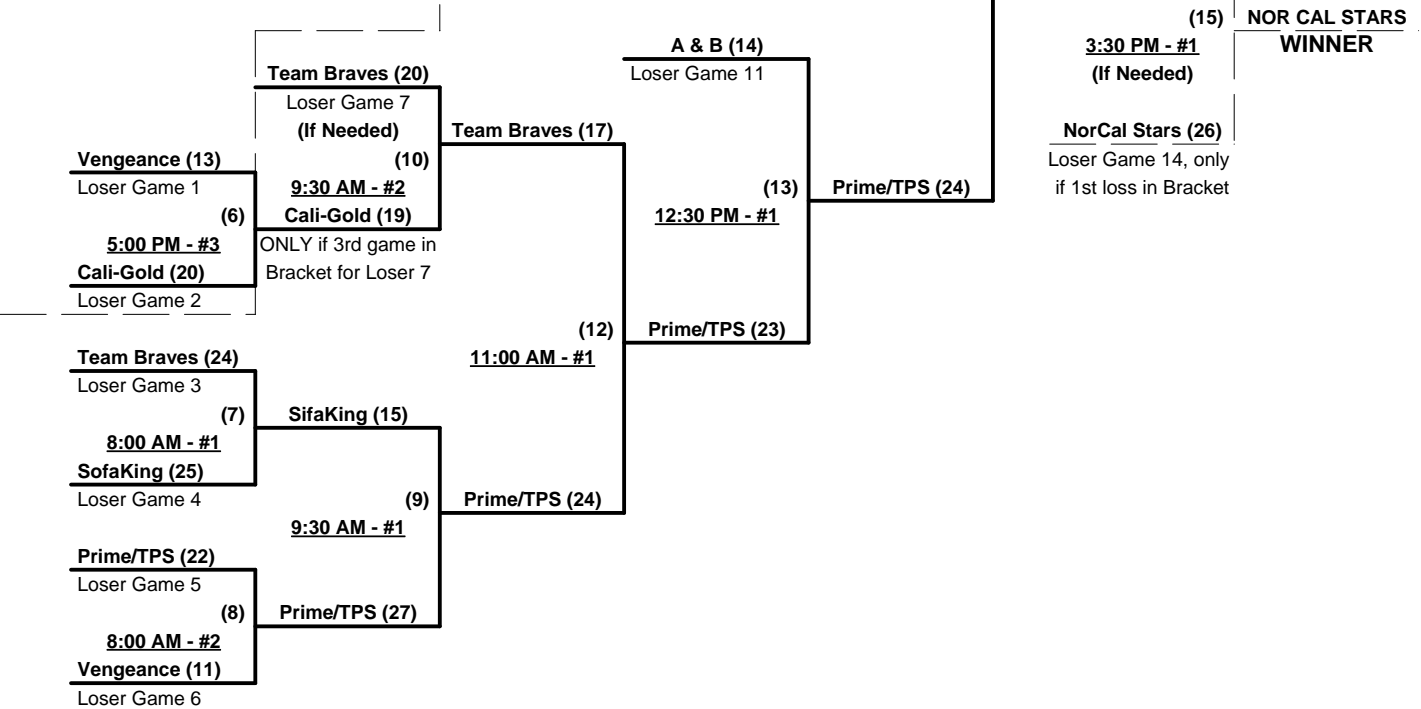 (15) NOR CAL STARS
A & B (14) 3:30 PM - #1 WINNER
Team Braves (20) Loser Game 11 (If Needed)
Loser Game 7
(If Needed) Team Braves (17) NorCal Stars (26)
Vengeance (13) (10) Loser Game 14, only
Loser Game 1 9:30 AM - #2 (13) Prime/TPS (24) if 1st loss in Bracket
(6) Cali-Gold (19) 12:30 PM - #1
5:00 PM - #3 ONLY if 3rd game in
Cali-Gold (20) Bracket for Loser 7
Loser Game 2
(12) Prime/TPS (23)
Team Braves (24) 11:00 AM - #1
Loser Game 3
(7) SifaKing (15)
8:00 AM - #1
SofaKing (25)
Loser Game 4 (9) Prime/TPS (24)
9:30 AM - #1
Prime/TPS (22)
Loser Game 5
(8) Prime/TPS (27)
8:00 AM - #2
Vengeance (11)
Loser Game 6